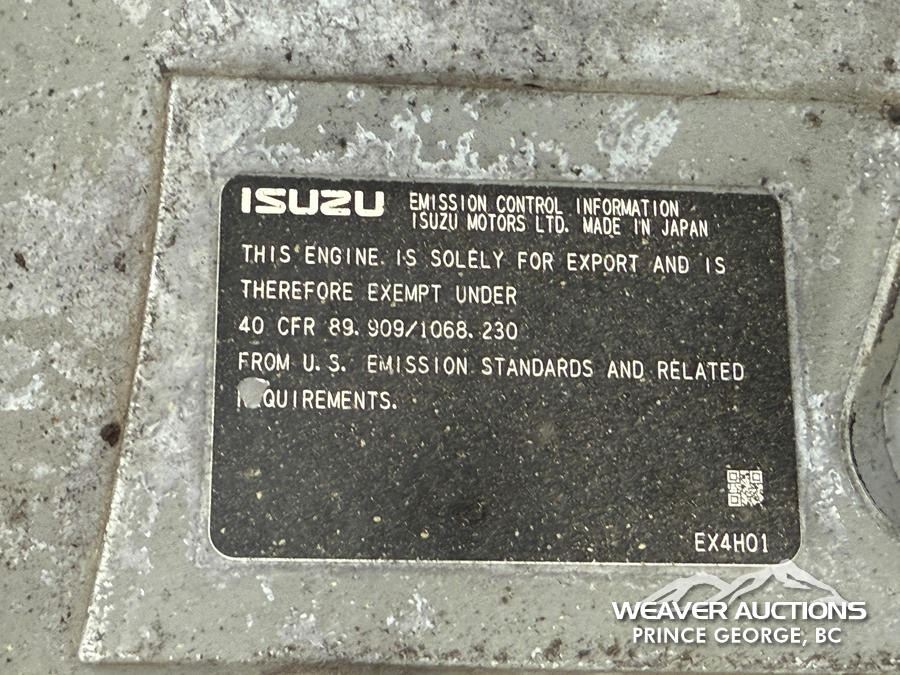 ISUZU EMISSION CONTROL INFORMATION
ISUZU MOTORS LTD. MADE IN JAPAN
THIS ENGINE IS SOLELY FOR EXPORT AND IS
THEREFORE EXEMPT UNDER
40 CFR 89.909/1068.230
FROM U.S. EMISSION STANDARDS AND RELATED
QUIREMENTS.
EX4H01
WEAVER AUCTIONS
PRINCE GEORGE, BC